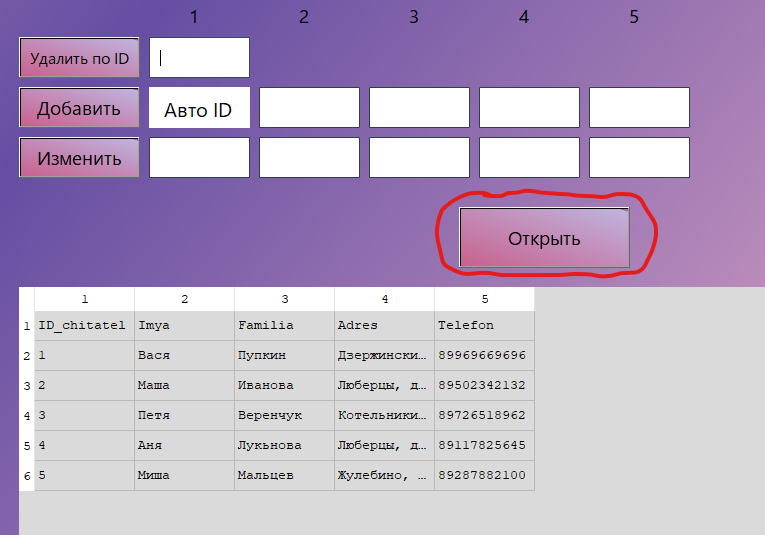 1 2 3 4 5
Удалить по ID
Добавить Авто ID
Изменить
Открыть
1 2 3 4 5
1 ID_chitatel Imya Familia Adres Telefon
2 1 Вася Пупкин Дзержински… 89969669696
3 2 Маша Иванова Люберцы, д… 89502342132
4 3 Петя Веренчук Котельники… 89726518962
5 4 Аня Лукьнова Люберцы, д… 89117825645
6 5 Миша Мальцев Жулебино, … 89287882100